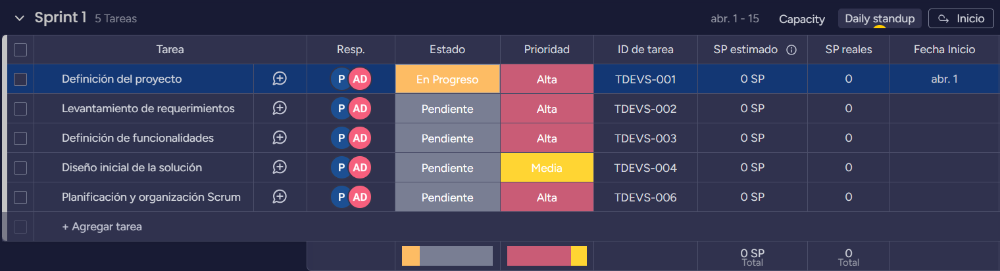 Sprint 1 5 Tareas abr. 1 - 15 Capacity Daily standup Inicio
Tarea Resp. Estado Prioridad ID de tarea SP estimado SP reales Fecha Inicio
Definición del proyecto P AD En Progreso Alta TDEVS-001 0 SP 0 abr. 1
Levantamiento de requerimientos P AD Pendiente Alta TDEVS-002 0 SP 0
Definición de funcionalidades P AD Pendiente Alta TDEVS-003 0 SP 0
Diseño inicial de la solución P AD Pendiente Media TDEVS-004 0 SP 0
Planificación y organización Scrum P AD Pendiente Alta TDEVS-006 0 SP 0
+ Agregar tarea
0 SP 0
Total Total